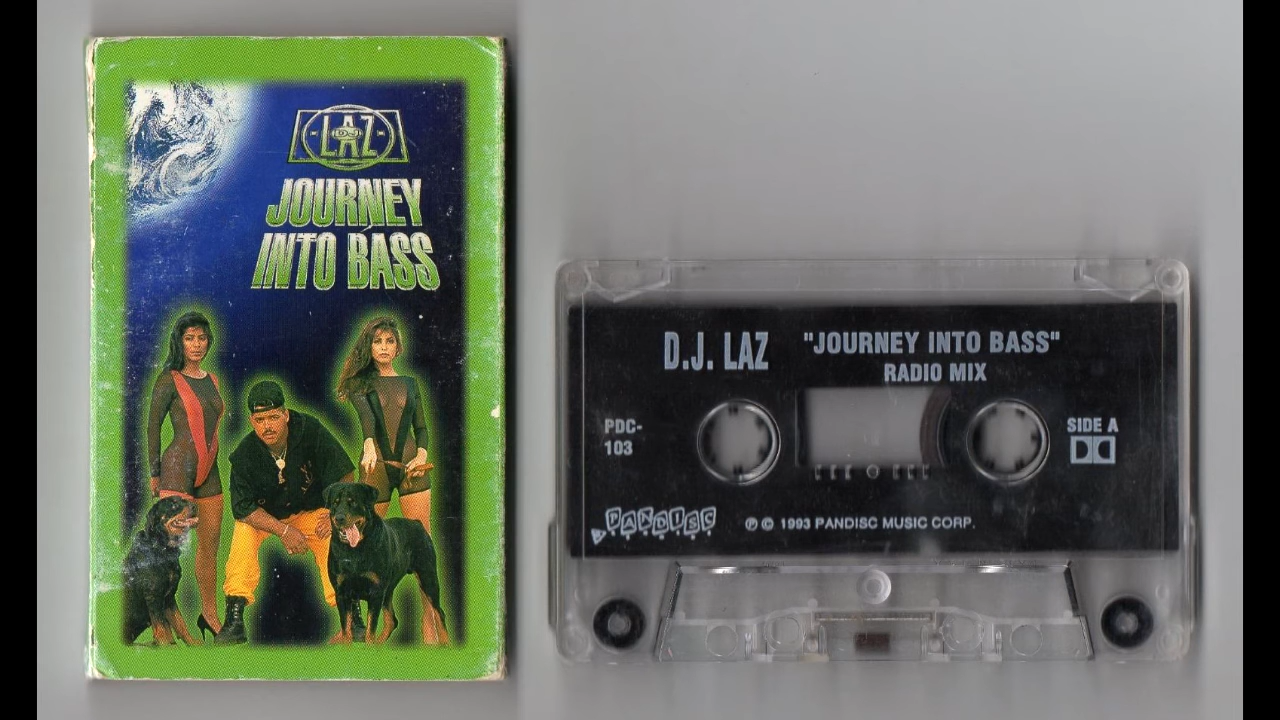 DJ
LAZ
JOURNEY
INTO BASS
D.J. LAZ
"JOURNEY INTO BASS"
RADIO MIX
PDC-
103
SIDE A
PANDISC
℗ © 1993 PANDISC MUSIC CORP.